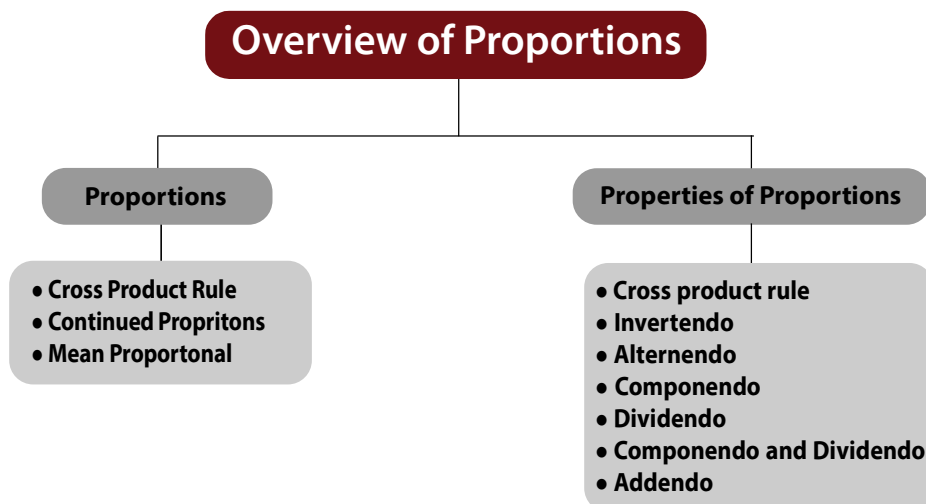 Overview of Proportions
Proportions
• Cross Product Rule
• Continued Propritons
• Mean Proportonal
Properties of Proportions
• Cross product rule
• Invertendo
• Alternendo
• Componendo
• Dividendo
• Componendo and Dividendo
• Addendo